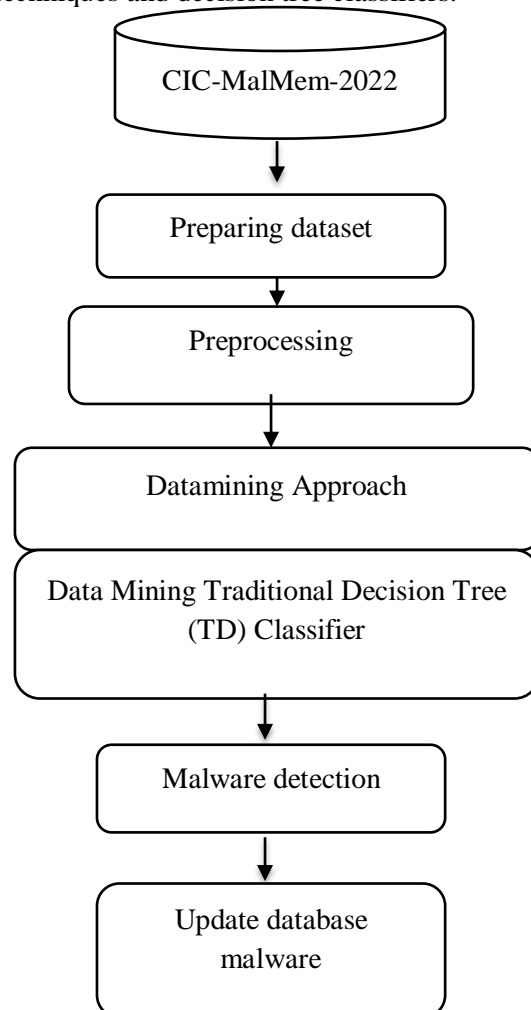 techniques and decision tree classifiers.
CIC-MalMem-2022
Preparing dataset
Preprocessing
Datamining Approach
Data Mining Traditional Decision Tree
(TD) Classifier
Malware detection
Update database
malware